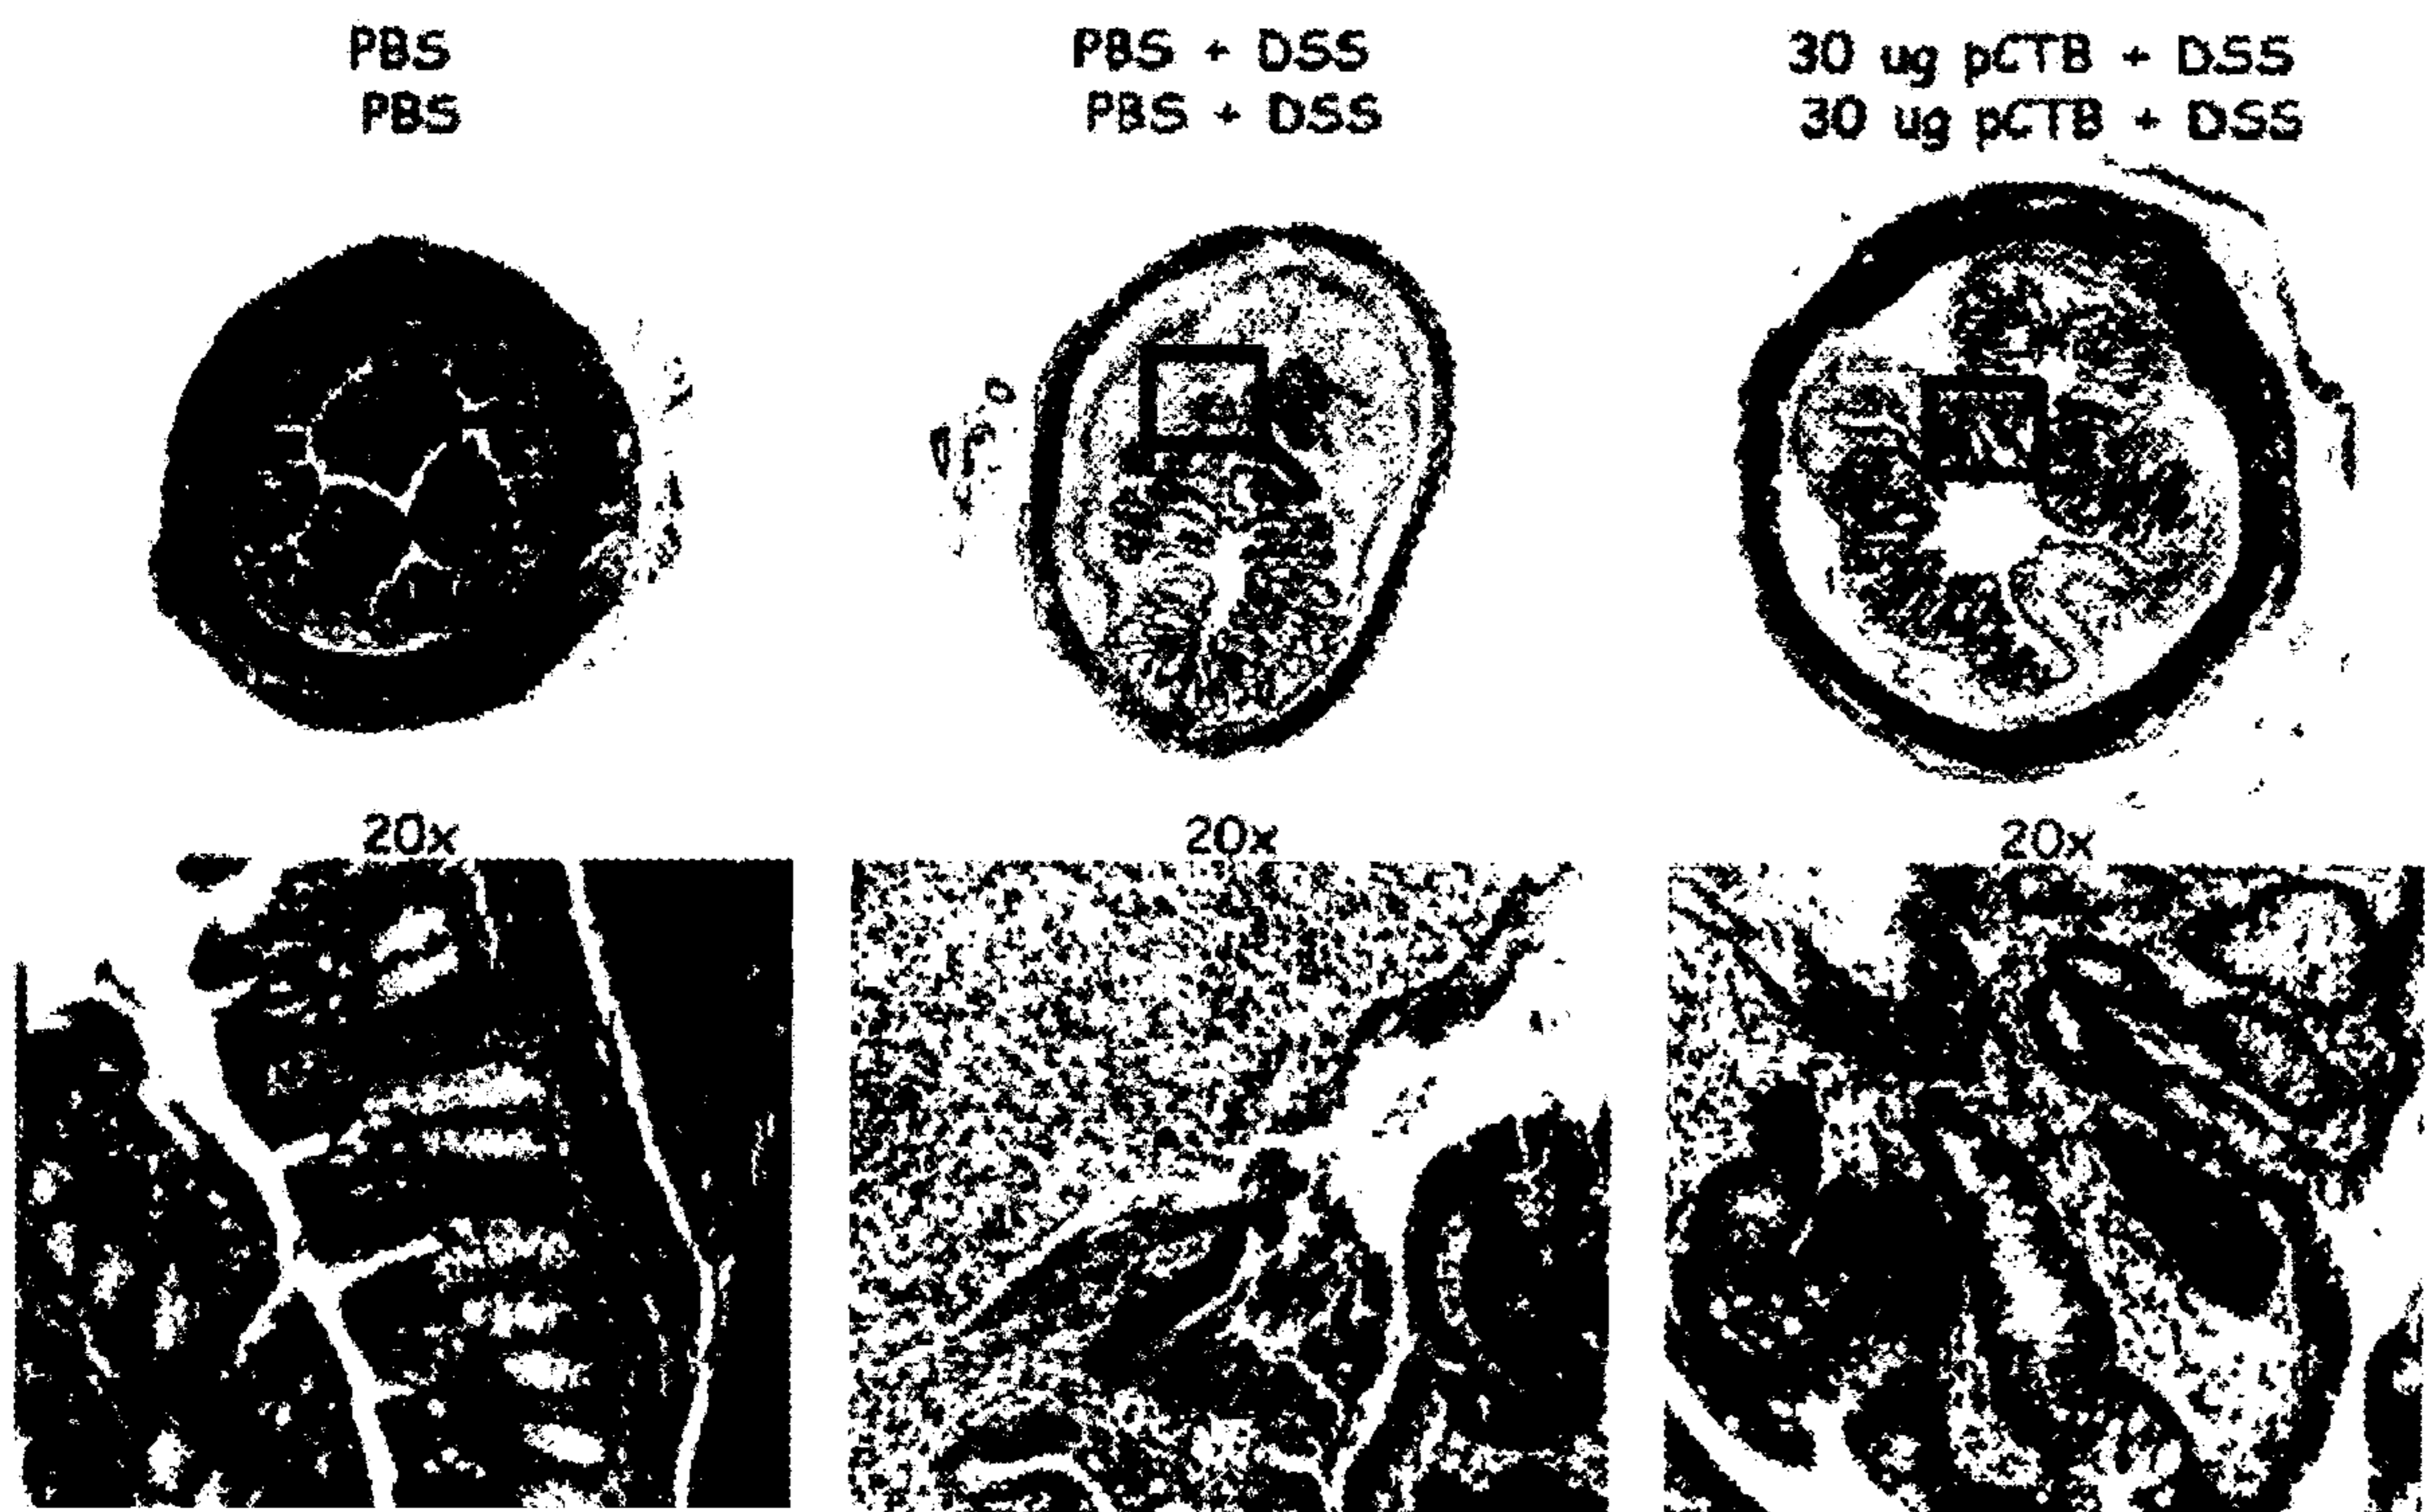 PBS
PBS
PBS + DSS
PBS + DSS
30 ug pCTB + DSS
30 ug pCTB + DSS
20x
20x
20x